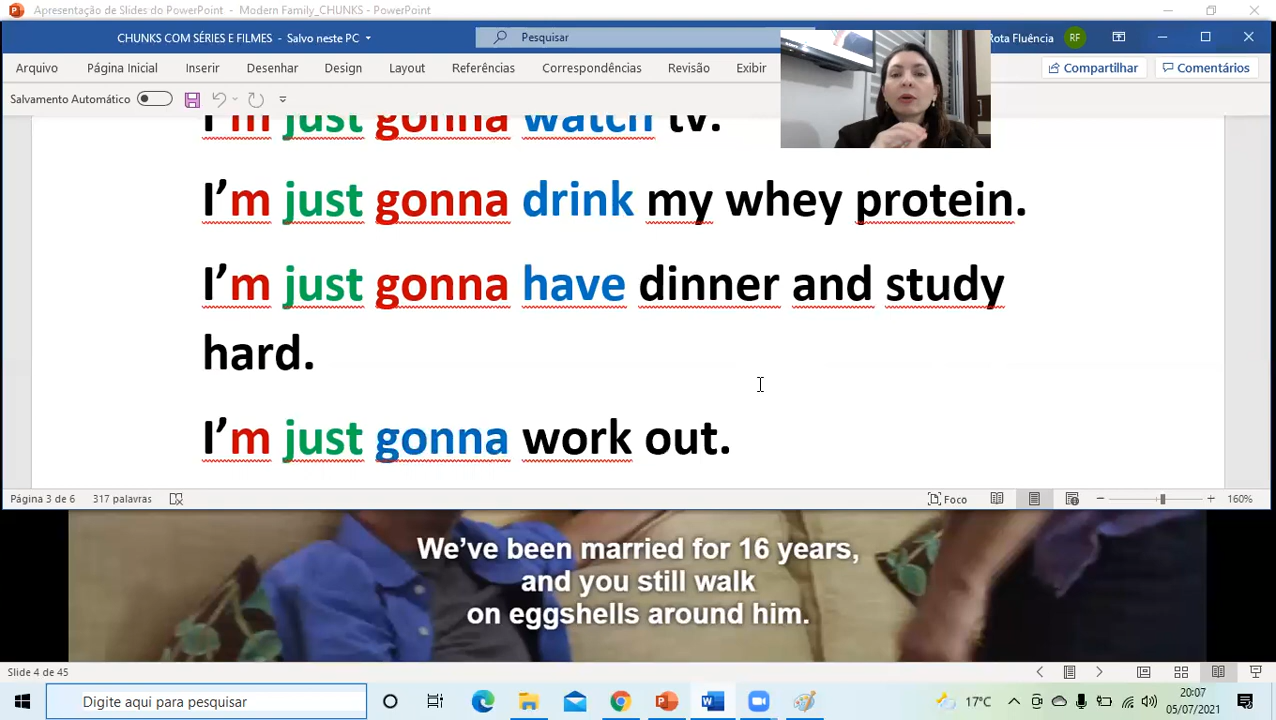 Apresentação de Slides do PowerPoint - Modern Family_CHUNKS - PowerPoint
CHUNKS COM SÉRIES E FILMES - Salvo neste PC
Pesquisar
Rota Fluência
RF
Arquivo Página Inicial Inserir Desenhar Design Layout Referências Correspondências Revisão Exibir
Compartilhar
Comentários
Salvamento Automático
I'm just gonna watch tv.
I'm just gonna drink my whey protein.
I'm just gonna have dinner and study
hard.
I'm just gonna work out.
Página 3 de 6 317 palavras
Foco
160%
We've been married for 16 years,
and you still walk
on eggshells around him.
Slide 4 de 45
Digite aqui para pesquisar
17°C
20:07
05/07/2021